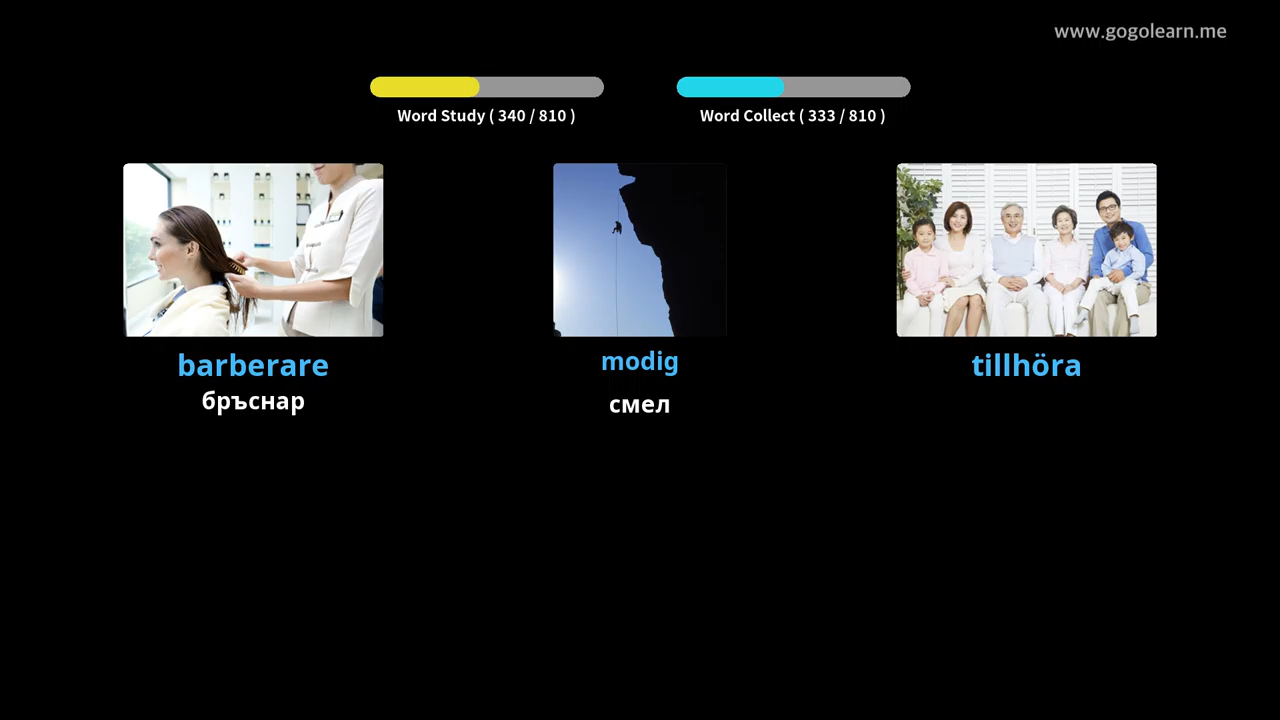 www.gogolearn.me
Word Study ( 340 / 810 )
Word Collect ( 333 / 810 )
barberare
бръснар
modig
смел
tillhöra